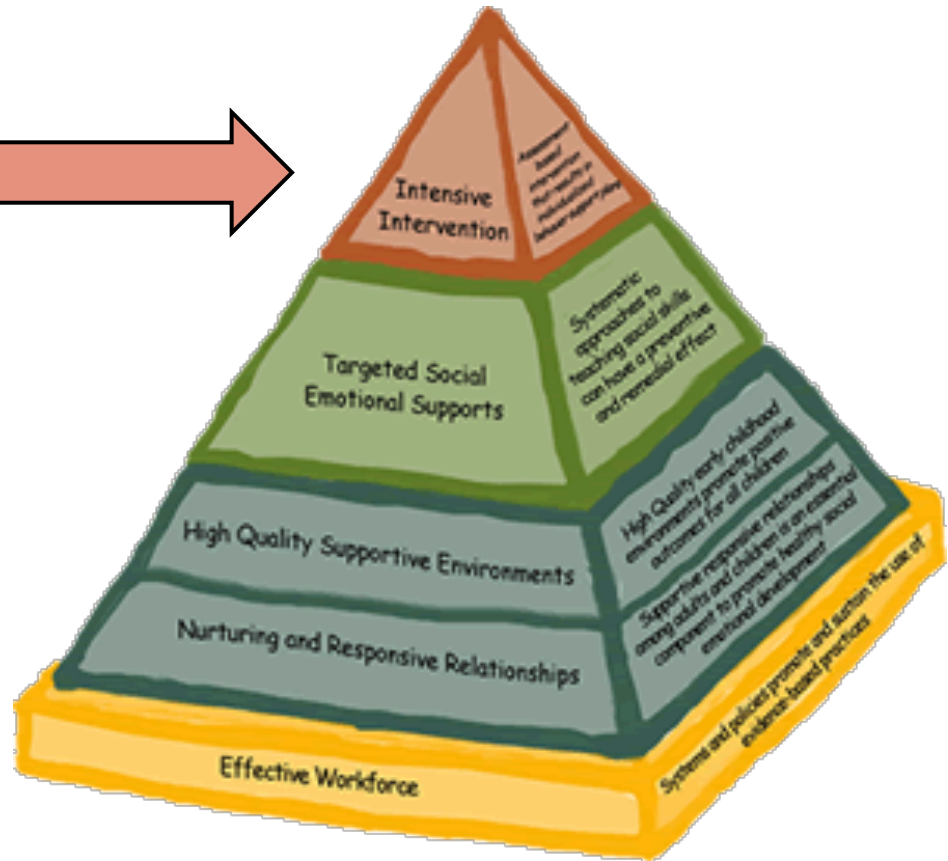 Intensive
Intervention
Assessment
based
intervention
that results in
individualized
behavior support plans
Targeted Social
Emotional Supports
Systematic
approaches to
teaching social skills
can have a preventive
and remedial effect
High Quality Supportive Environments
High Quality early childhood
environments promote positive
outcomes for all children
Nurturing and Responsive Relationships
Supportive responsive relationships
among adults and children is an essential
component to promote healthy social
emotional development
Effective Workforce
Systems and policies promote and sustain the use of
evidence-based practices